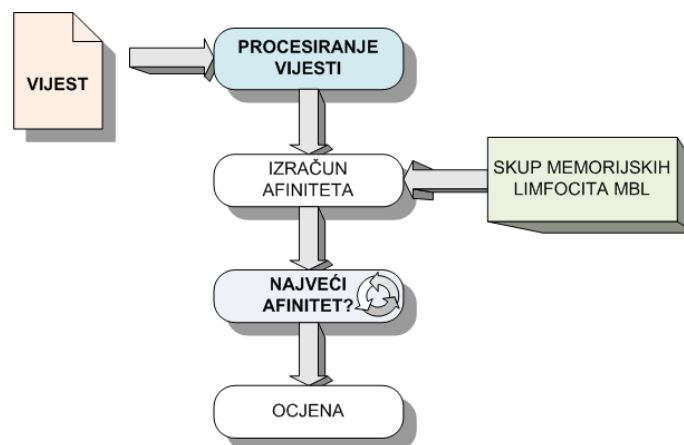 VIJEST
PROCESIRANJE
VIJESTI
IZRAČUN
AFINITETA
SKUP MEMORIJSKIH
LIMFOCITA MBL
NAJVEĆI
AFINITET?
OCJENA